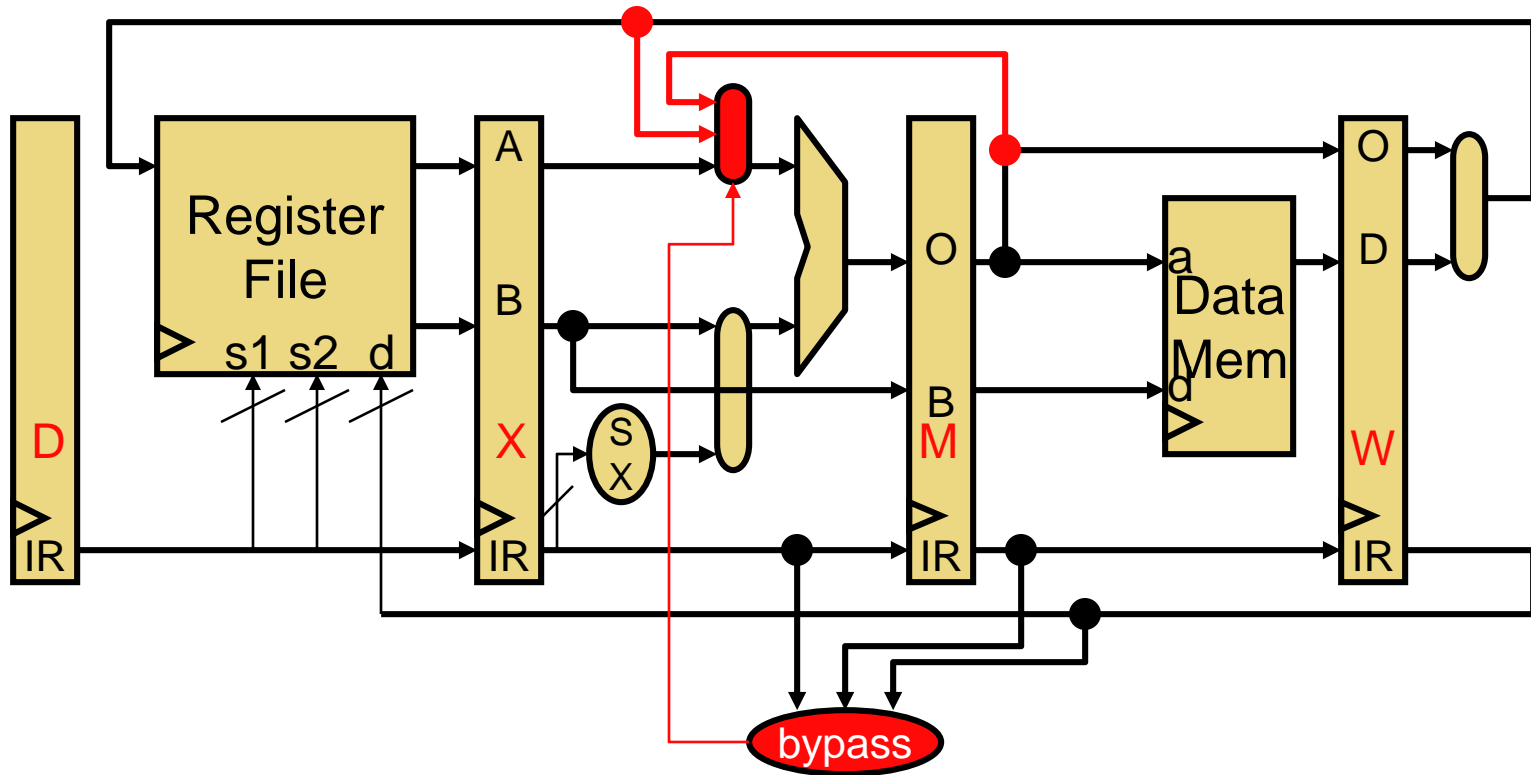 D
IR
Register
File
s1 s2 d
A
B
X
IR
S
X
O
B
M
IR
a
Data
Mem
d
O
D
W
IR
bypass